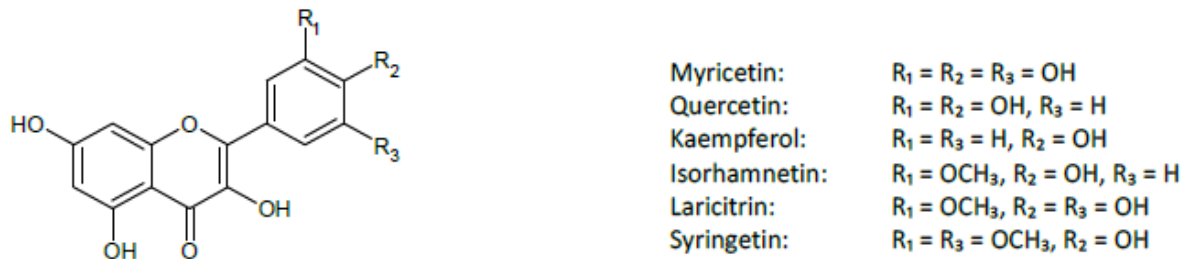 R₁
R₂
R₃
HO
O
OH
OH
O
Myricetin: R₁ = R₂ = R₃ = OH
Quercetin: R₁ = R₂ = OH, R₃ = H
Kaempferol: R₁ = R₃ = H, R₂ = OH
Isorhamnetin: R₁ = OCH₃, R₂ = OH, R₃ = H
Laricitrin: R₁ = OCH₃, R₂ = R₃ = OH
Syringetin: R₁ = R₃ = OCH₃, R₂ = OH